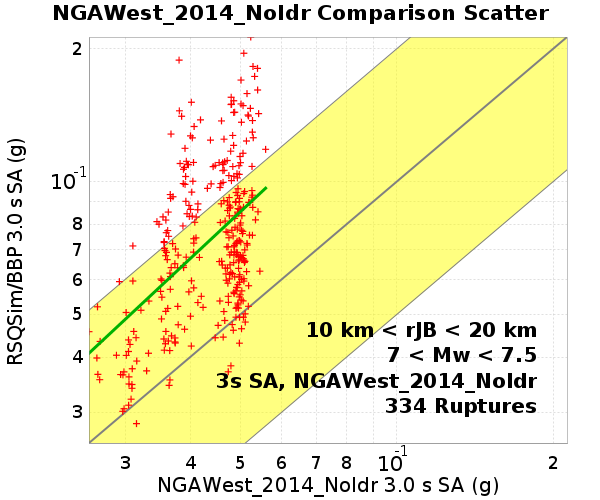 NGAWest_2014_NoIdr Comparison Scatter
RSQSim/BBP 3.0 s SA (g)
2
10^-1
8
7
6
5
4
3
10 km < rJB < 20 km
7 < Mw < 7.5
3s SA, NGAWest_2014_NoIdr
334 Ruptures
3 4 5 6 7 8 10^-1 2
NGAWest_2014_NoIdr 3.0 s SA (g)